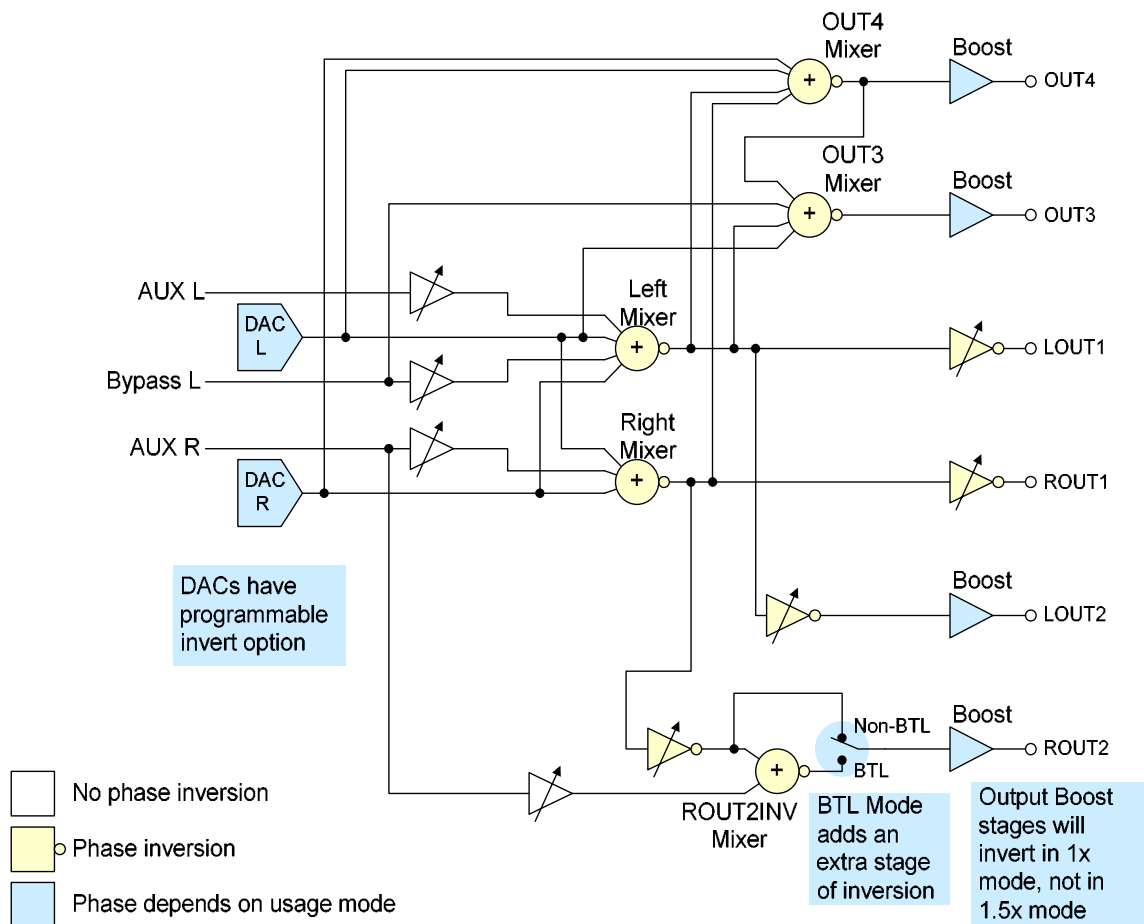 OUT4
Mixer
Boost
OUT4
OUT3
Mixer
Boost
OUT3
AUX L
DAC
L
Left
Mixer
LOUT1
Bypass L
AUX R
DAC
R
Right
Mixer
ROUT1
DACs have
programmable
invert option
Boost
LOUT2
Boost
Non-BTL
ROUT2
BTL
ROUT2INV
Mixer
BTL Mode
adds an
extra stage
of inversion
Output Boost
stages will
invert in 1x
mode, not in
1.5x mode
No phase inversion
Phase inversion
Phase depends on usage mode
+
+
+
+
+